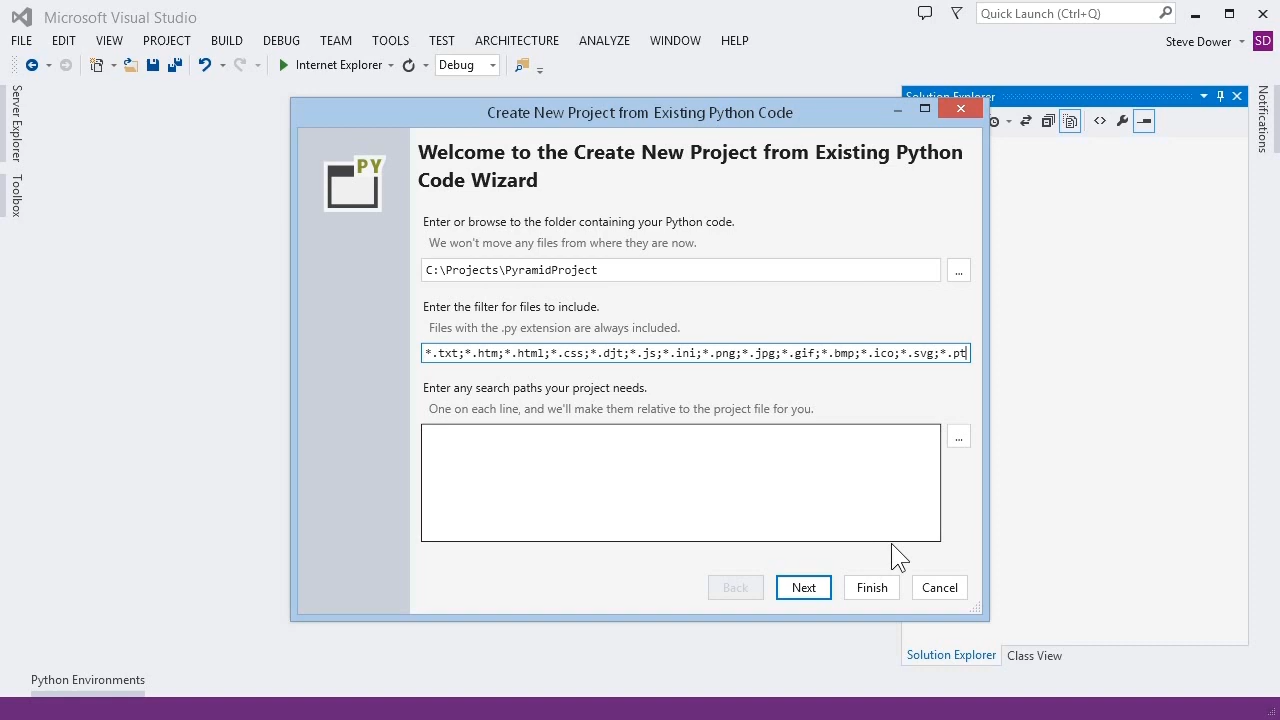 Microsoft Visual Studio
Quick Launch (Ctrl+Q)
FILE EDIT VIEW PROJECT BUILD DEBUG TEAM TOOLS TEST ARCHITECTURE ANALYZE WINDOW HELP
Steve Dower SD
Internet Explorer Debug
Server Explorer
Toolbox
Solution Explorer
Notifications
Create New Project from Existing Python Code
PY
Welcome to the Create New Project from Existing Python
Code Wizard
Enter or browse to the folder containing your Python code.
We won't move any files from where they are now.
C:\Projects\PyramidProject
...
Enter the filter for files to include.
Files with the .py extension are always included.
*.txt;*.htm;*.html;*.css;*.djt;*.js;*.ini;*.png;*.jpg;*.gif;*.bmp;*.ico;*.svg;*.pt
Enter any search paths your project needs.
One on each line, and we'll make them relative to the project file for you.
...
Back Next Finish Cancel
Solution Explorer Class View
Python Environments